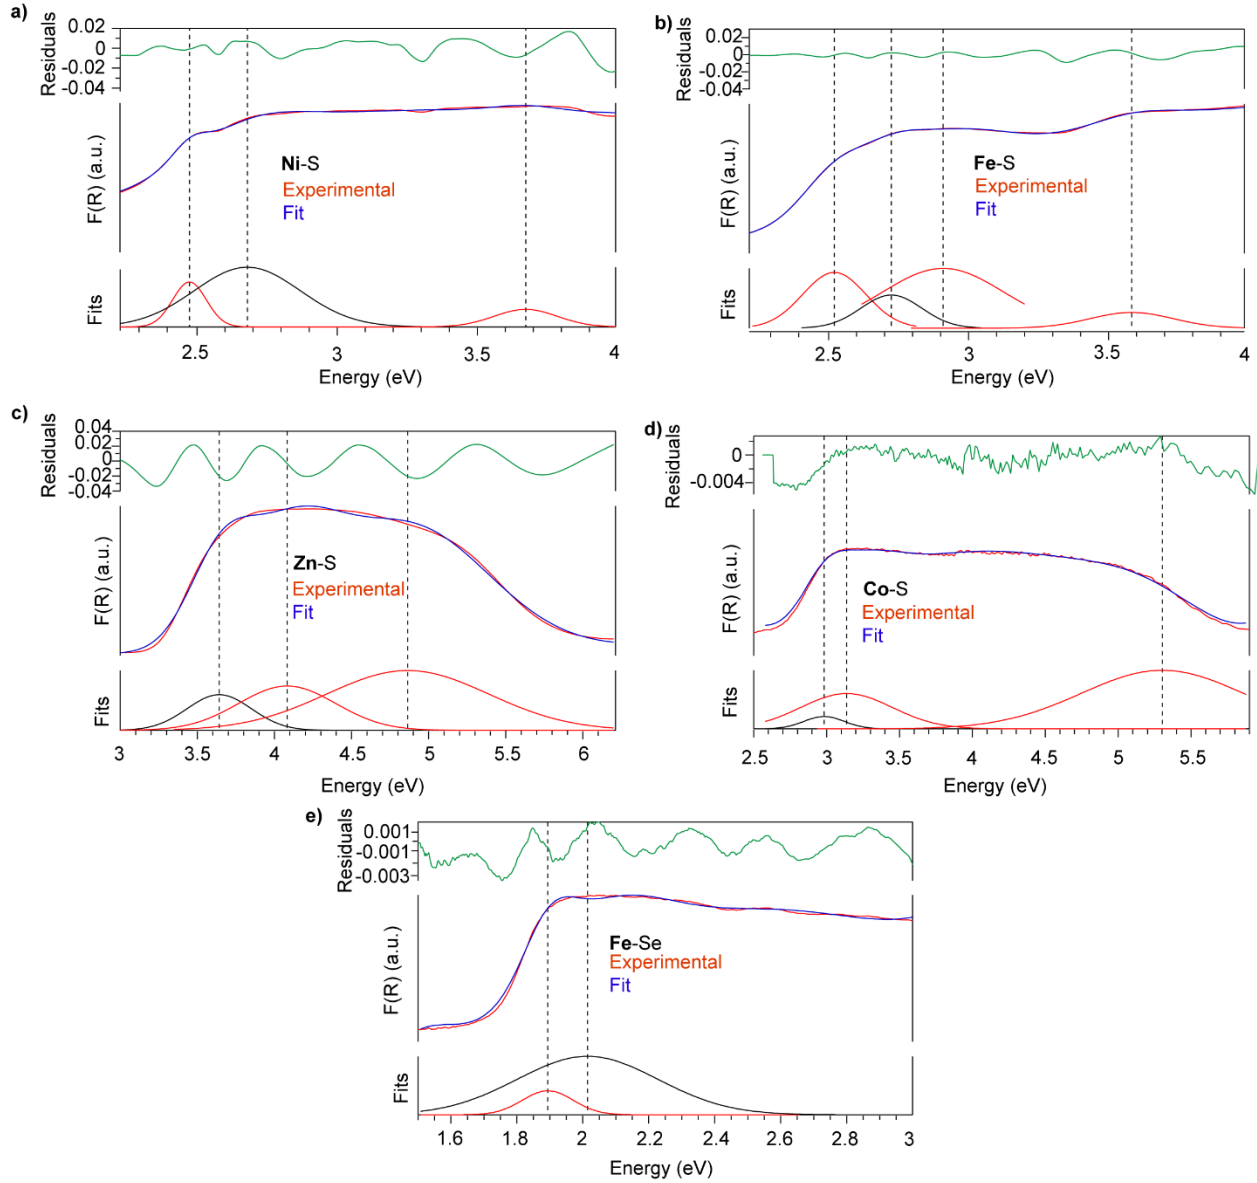 a)
Residuals
0.02
0
-0.02
-0.04
F(R) (a.u.)
Ni-S
Experimental
Fit
Fits
2.5 3 3.5 4
Energy (eV)
b)
Residuals
0.02
0
-0.02
-0.04
F(R) (a.u.)
Fe-S
Experimental
Fit
Fits
2.5 3 3.5 4
Energy (eV)
c)
Residuals
0.04
0.02
0
-0.02
-0.04
F(R) (a.u.)
Zn-S
Experimental
Fit
Fits
3 3.5 4 4.5 5 5.5 6
Energy (eV)
d)
Residuals
0
-0.004
F(R) (a.u.)
Co-S
Experimental
Fit
Fits
2.5 3 3.5 4 4.5 5 5.5
Energy (eV)
e)
Residuals
0.001
-0.001
-0.003
F(R) (a.u.)
Fe-Se
Experimental
Fit
Fits
1.6 1.8 2 2.2 2.4 2.6 2.8 3
Energy (eV)